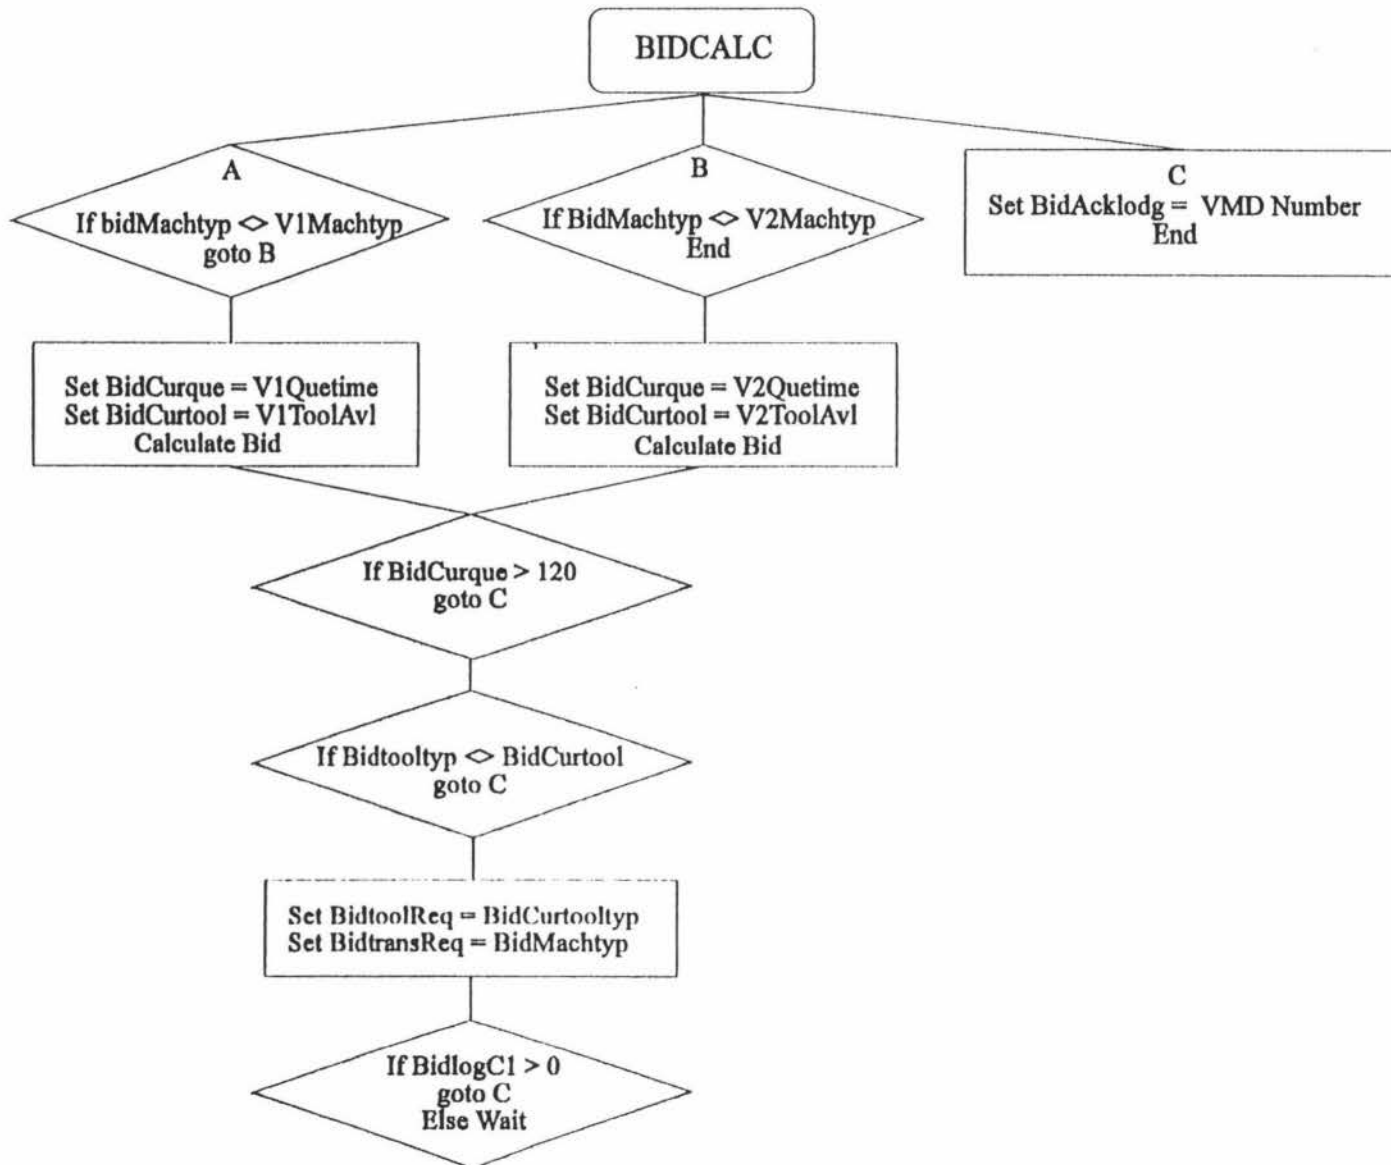 BIDCALC
A
If bidMachtyp <> V1Machtyp
goto B
B
If BidMachtyp <> V2Machtyp
End
C
Set BidAcklodg = VMD Number
End
Set BidCurque = V1Quetime
Set BidCurtool = V1ToolAvl
Calculate Bid
Set BidCurque = V2Quetime
Set BidCurtool = V2ToolAvl
Calculate Bid
If BidCurque > 120
goto C
If Bidtooltyp <> BidCurtool
goto C
Set BidtoolReq = BidCurtooltyp
Set BidtransReq = BidMachtyp
If BidlogC1 > 0
goto C
Else Wait